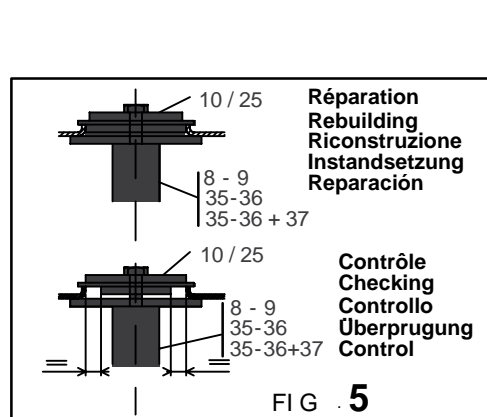 10 / 25
Réparation
Rebuilding
Riconstruzione
Instandsetzung
Reparación
8 - 9
35-36
35-36 + 37
10 / 25
Contrôle
Checking
Controllo
Überprugung
Control
8 - 9
35-36
35-36+37
FI G . 5